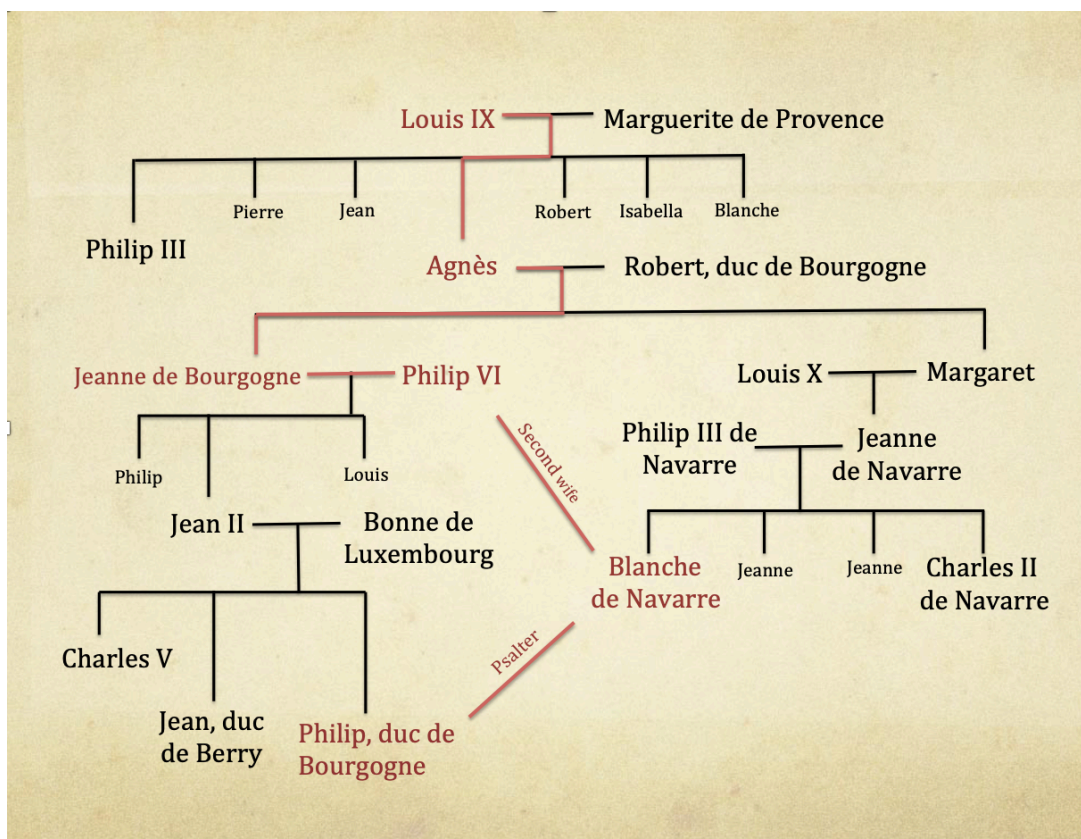 Louis IX
Marguerite de Provence
Pierre
Jean
Robert
Isabella
Blanche
Philip III
Agnès
Robert, duc de Bourgogne
Jeanne de Bourgogne
Philip VI
Louis X
Margaret
Second wife
Philip III de
Navarre
Jeanne
de Navarre
Philip
Louis
Jean II
Bonne de
Luxembourg
Blanche
de Navarre
Jeanne
Jeanne
Charles II
de Navarre
Psalter
Charles V
Jean, duc
de Berry
Philip, duc de
Bourgogne